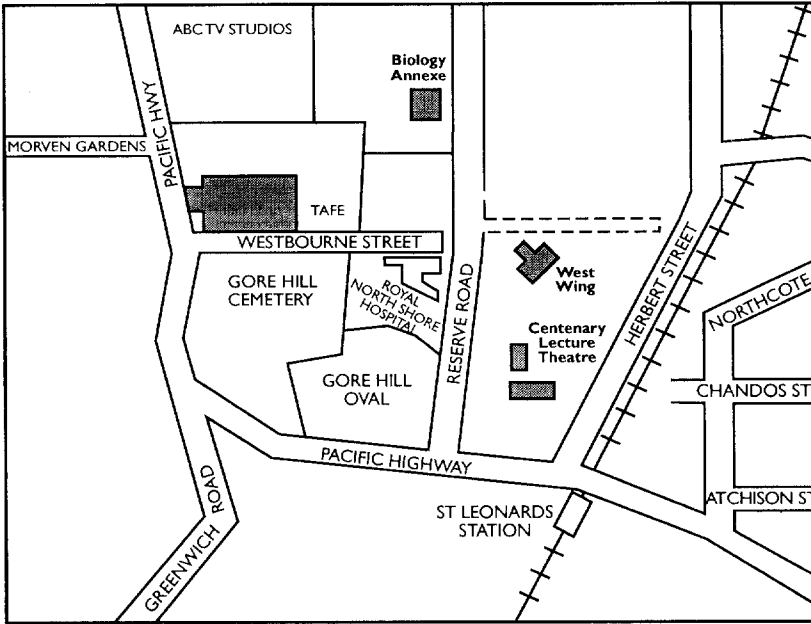 ABC TV STUDIOS
Biology
Annexe
PACIFIC HWY
MORVEN GARDENS
TAFE
WESTBOURNE STREET
GORE HILL
CEMETERY
ROYAL
NORTH SHORE
HOSPITAL
RESERVE ROAD
West
Wing
HERBERT STREET
NORTHCOTE
Centenary
Lecture
Theatre
GORE HILL
OVAL
CHANDOS ST
PACIFIC HIGHWAY
GREENWICH ROAD
ST LEONARDS
STATION
ATCHISON ST